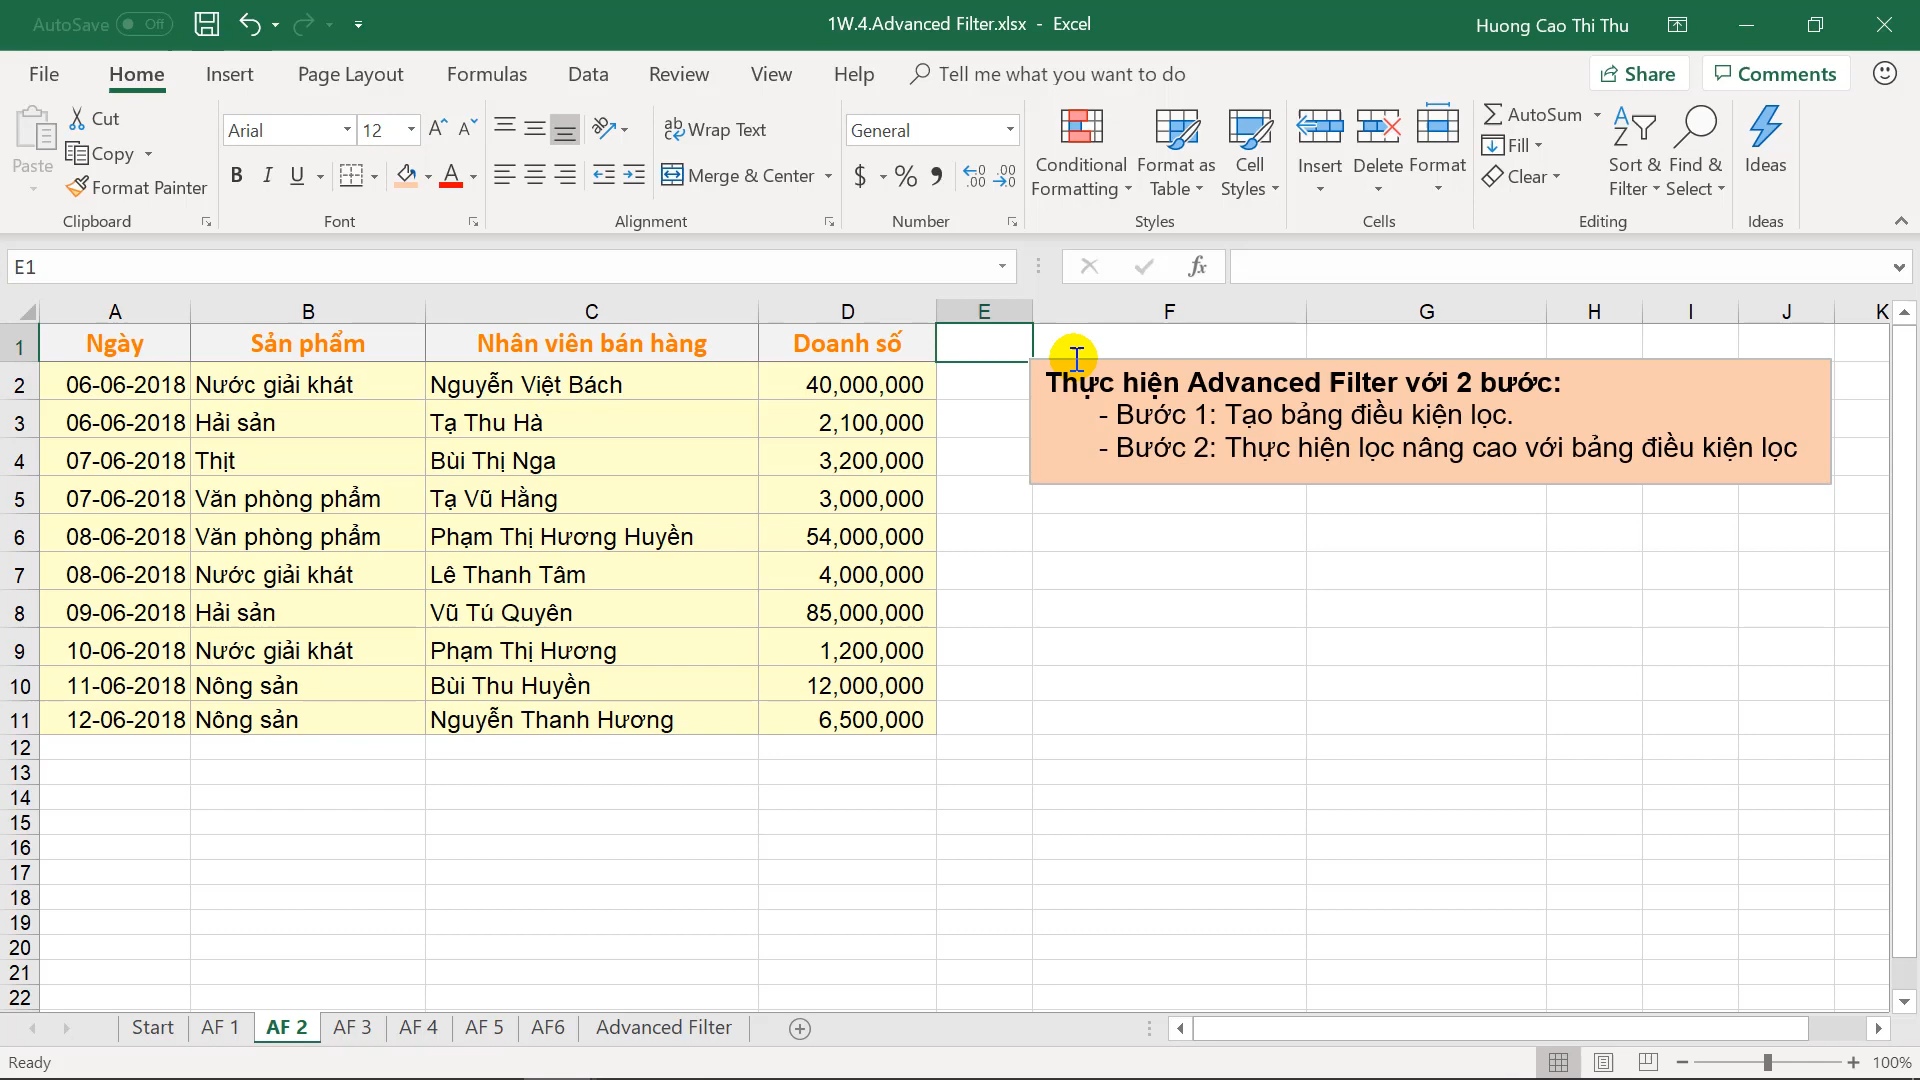 AutoSave Off 1W.4.Advanced Filter.xlsx - Excel Huong Cao Thi Thu
File Home Insert Page Layout Formulas Data Review View Help Tell me what you want to do Share Comments
Paste Cut Copy Format Painter Clipboard
Arial 12 B I U A Font
Wrap Text Merge & Center Alignment
General $ % Number
Conditional Formatting Format as Table Cell Styles Styles
Insert Delete Format Cells
AutoSum Fill Clear Sort & Filter Find & Select Editing
Ideas Ideas
E1 fx
A B C D E F G H I J K
1 Ngày Sản phẩm Nhân viên bán hàng Doanh số
2 06-06-2018 Nước giải khát Nguyễn Việt Bách 40,000,000
3 06-06-2018 Hải sản Tạ Thu Hà 2,100,000
4 07-06-2018 Thịt Bùi Thị Nga 3,200,000
5 07-06-2018 Văn phòng phẩm Tạ Vũ Hằng 3,000,000
6 08-06-2018 Văn phòng phẩm Phạm Thị Hương Huyền 54,000,000
7 08-06-2018 Nước giải khát Lê Thanh Tâm 4,000,000
8 09-06-2018 Hải sản Vũ Tú Quyên 85,000,000
9 10-06-2018 Nước giải khát Phạm Thị Hương 1,200,000
10 11-06-2018 Nông sản Bùi Thu Huyền 12,000,000
11 12-06-2018 Nông sản Nguyễn Thanh Hương 6,500,000
12
13
14
15
16
17
18
19
20
21
22
Thực hiện Advanced Filter với 2 bước:
- Bước 1: Tạo bảng điều kiện lọc.
- Bước 2: Thực hiện lọc nâng cao với bảng điều kiện lọc
Start AF 1 AF 2 AF 3 AF 4 AF 5 AF6 Advanced Filter
Ready 100%